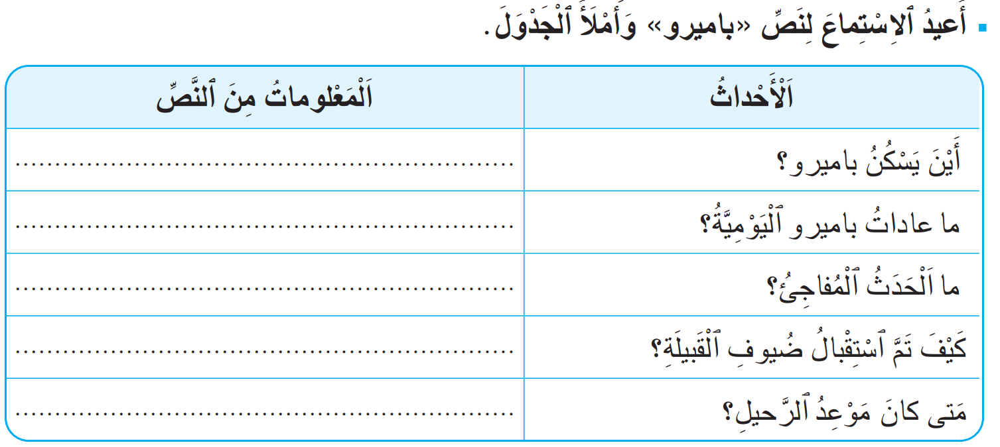 ▪ أُعيدُ ٱلِاسْتِماعَ لِنَصِّ «باميرو» وَأَمْلَأُ ٱلْجَدْوَلَ.
اَلْأَحْداثُ اَلْمَعْلوماتُ مِنَ ٱلنَّصِّ
أَيْنَ يَسْكُنُ باميرو؟ ...............................................................
ما عاداتُ باميرو ٱلْيَوْمِيَّةُ؟ ...............................................................
ما اَلْحَدَثُ ٱلْمُفاجِئُ؟ ...............................................................
كَيْفَ تَمَّ ٱسْتِقْبالُ ضُيوفِ ٱلْقَبيلَةِ؟ ...............................................................
مَتى كانَ مَوْعِدُ ٱلرَّحيلِ؟ ...............................................................